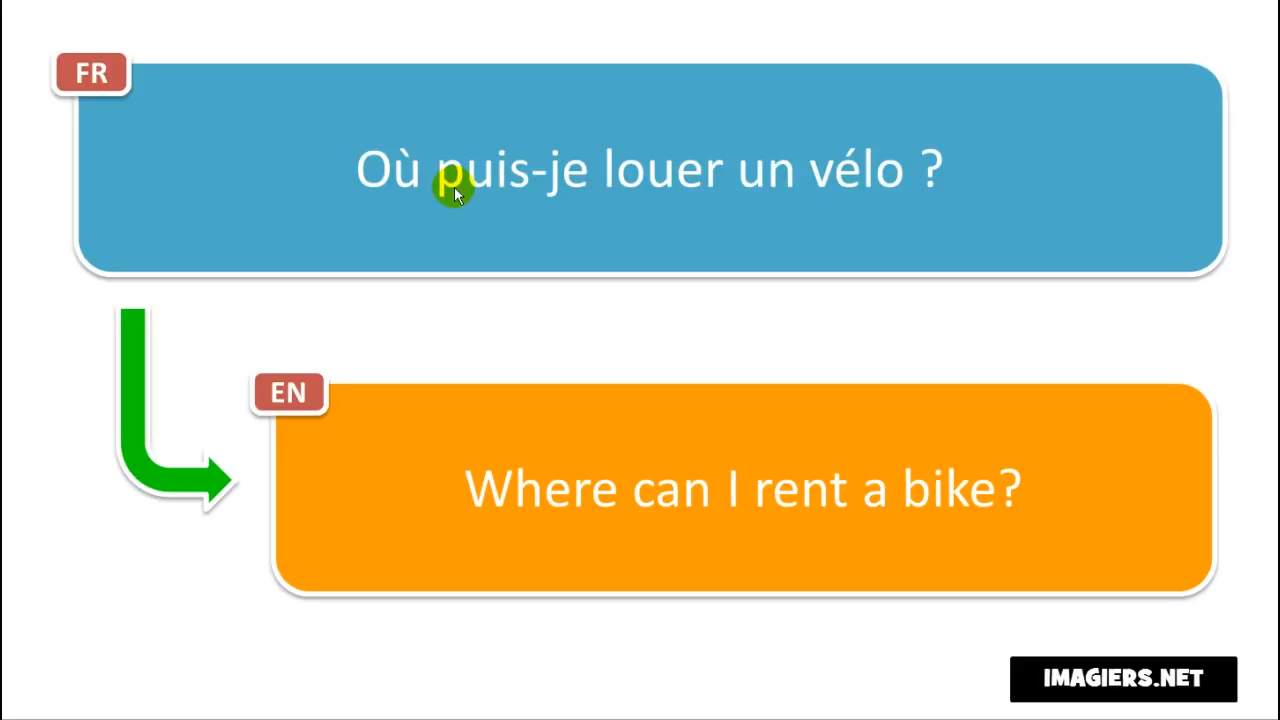 FR
Où puis-je louer un vélo ?
EN
Where can I rent a bike?
IMAGIERS.NET